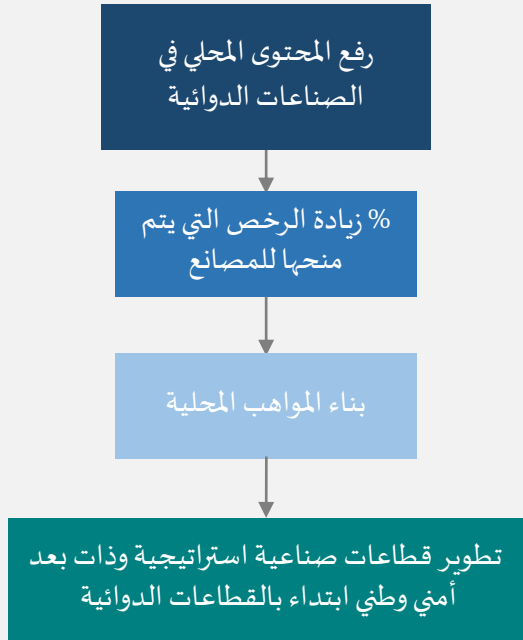 رفع المحتوى المحلي في
الصناعات الدوائية
% زيادة الرخص التي يتم
منحها للمصانع
بناء المواهب المحلية
تطوير قطاعات صناعية استراتيجية وذات بعد
أمني وطني ابتداء بالقطاعات الدوائية